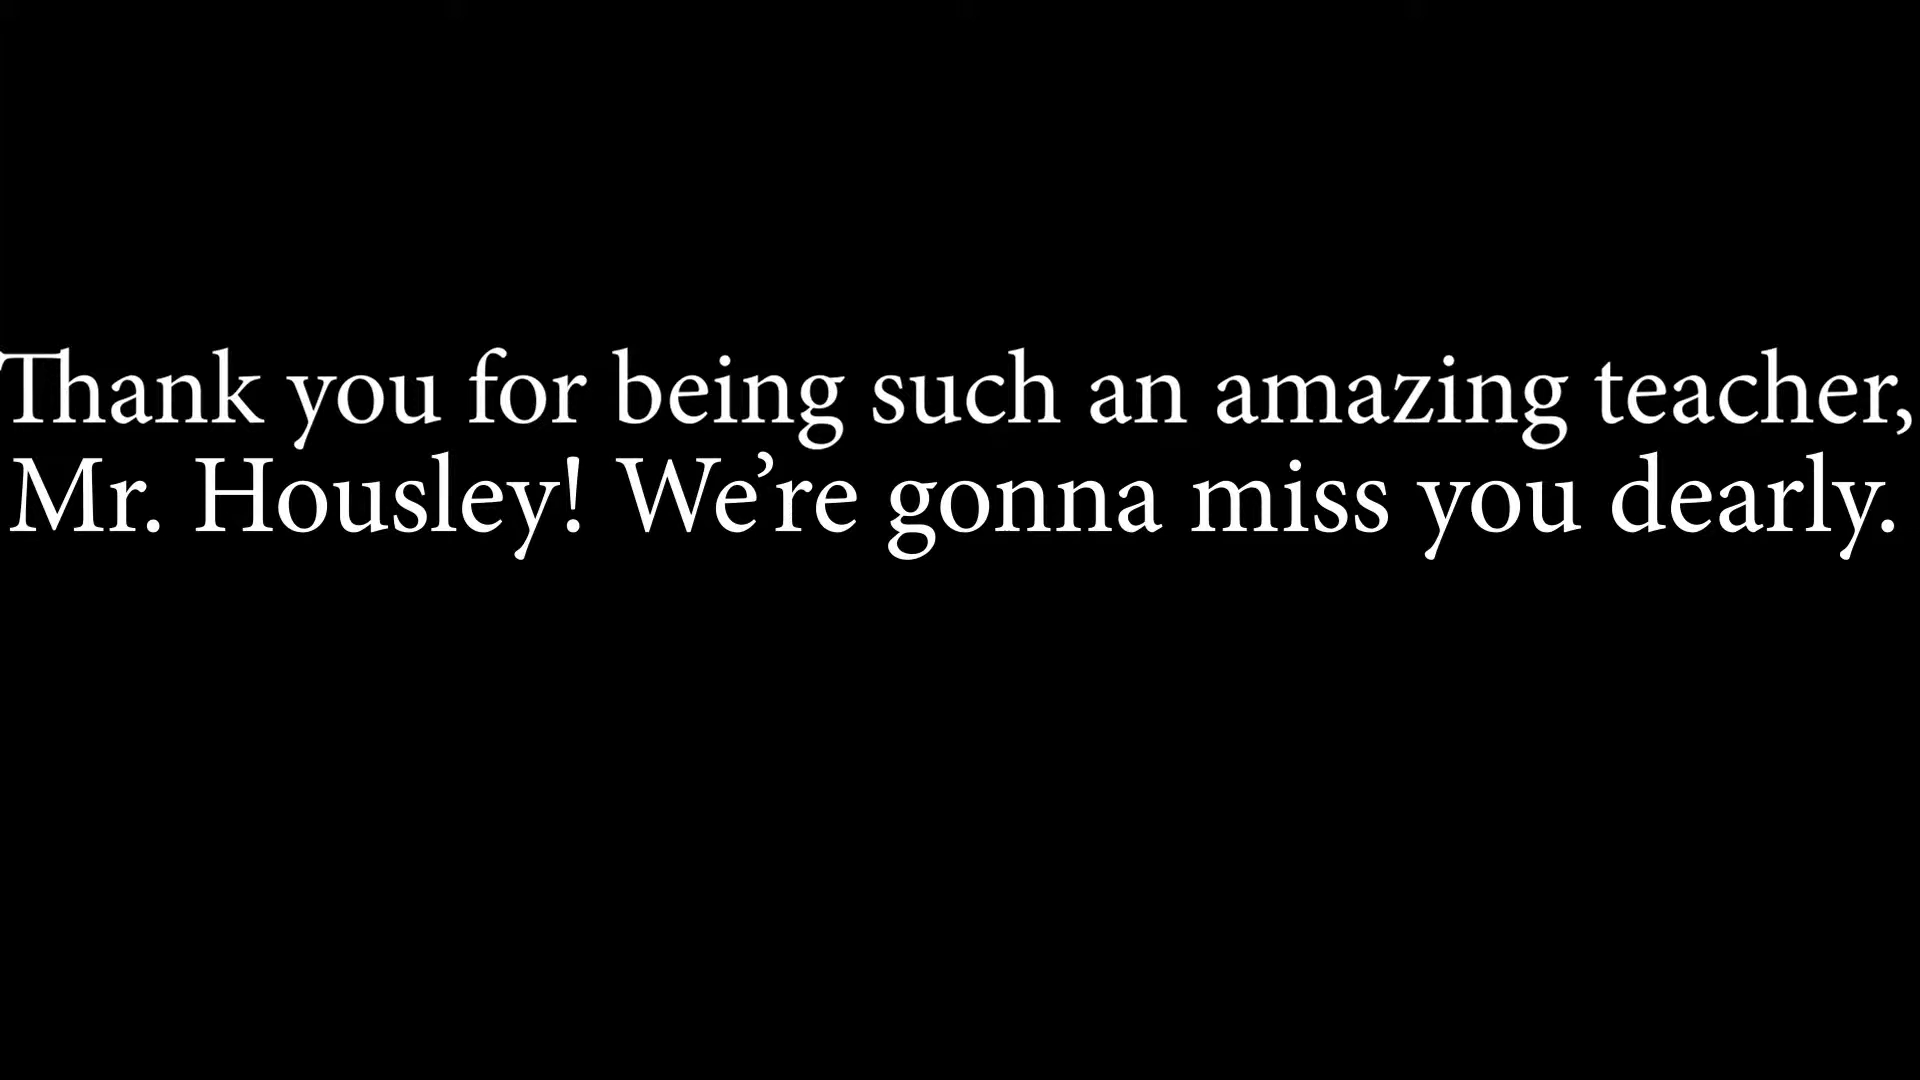 Thank you for being such an amazing teacher,
Mr. Housley! We’re gonna miss you dearly.